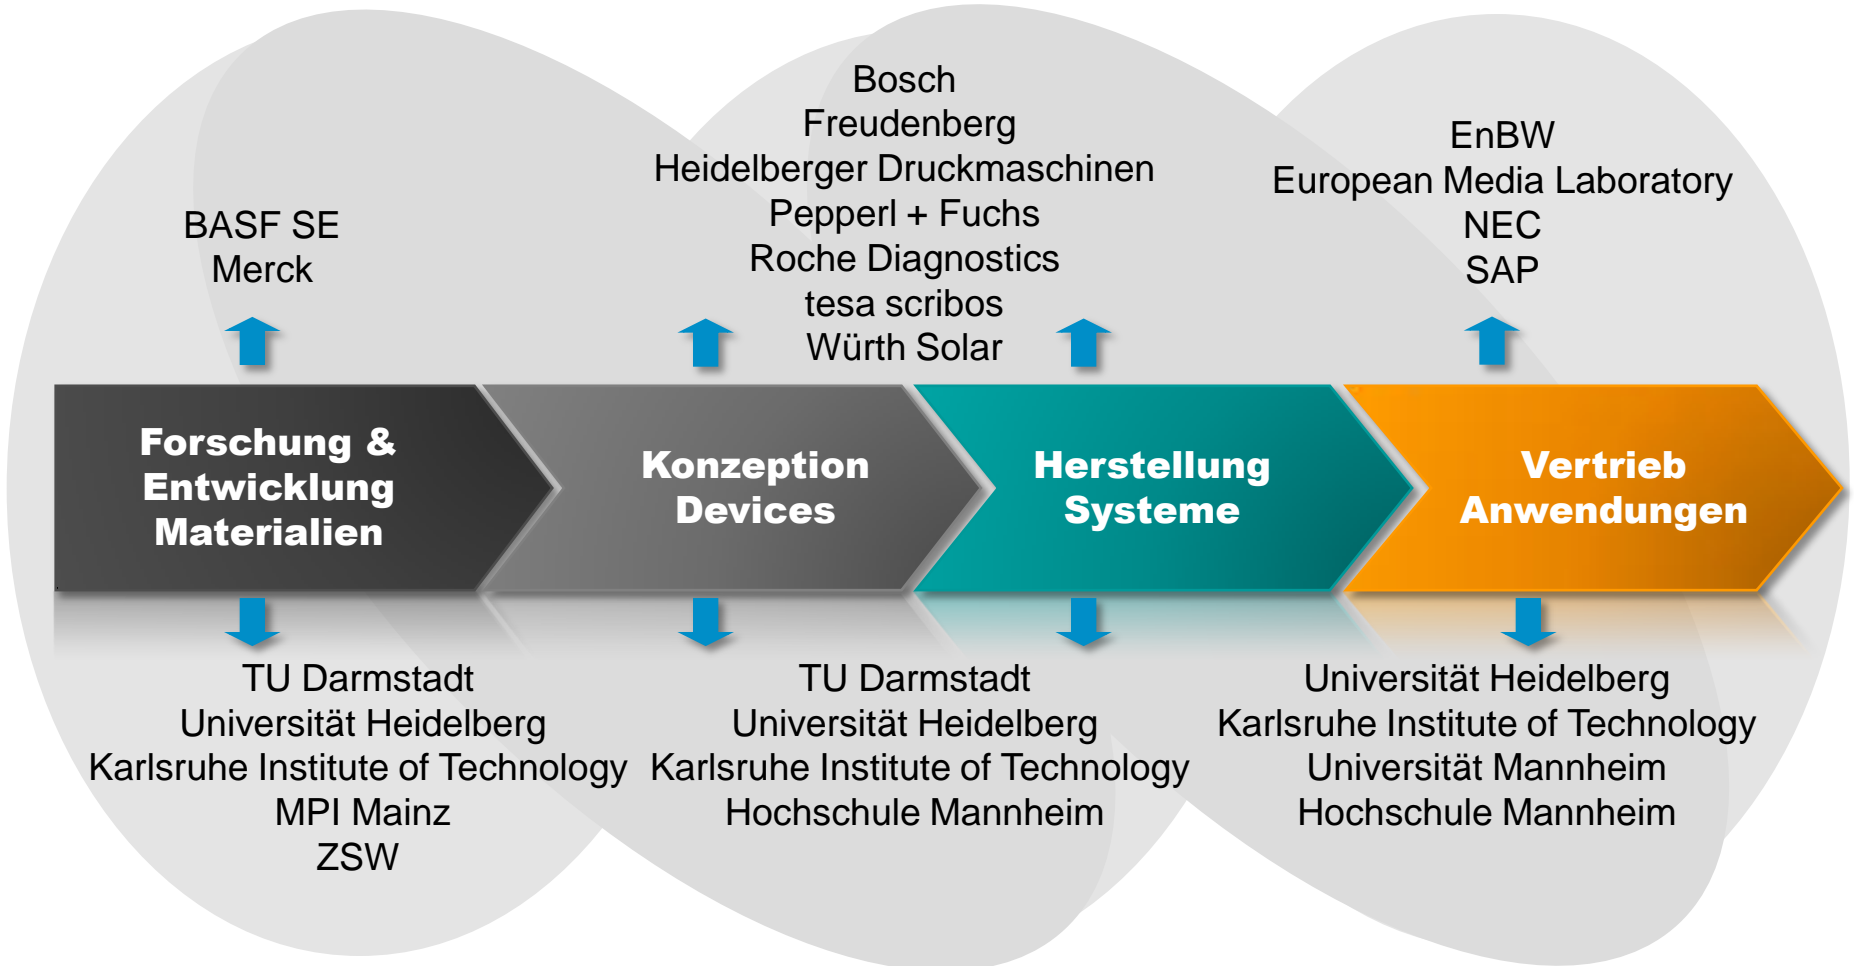 BASF SE
Merck
Bosch
Freudenberg
Heidelberger Druckmaschinen
Pepperl + Fuchs
Roche Diagnostics
tesa scribos
Würth Solar
EnBW
European Media Laboratory
NEC
SAP
Forschung &
Entwicklung
Materialien
Konzeption
Devices
Herstellung
Systeme
Vertrieb
Anwendungen
TU Darmstadt
Universität Heidelberg
Karlsruhe Institute of Technology
MPI Mainz
ZSW
TU Darmstadt
Universität Heidelberg
Karlsruhe Institute of Technology
Hochschule Mannheim
Universität Heidelberg
Karlsruhe Institute of Technology
Universität Mannheim
Hochschule Mannheim